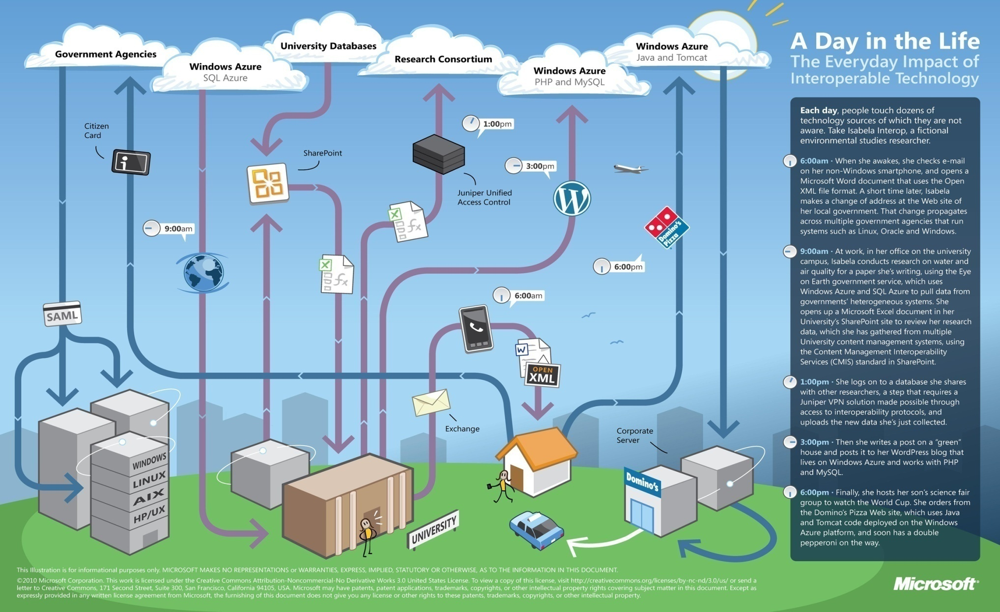 Government Agencies
Windows Azure
SQL Azure
University Databases
Research Consortium
Windows Azure
PHP and MySQL
Windows Azure
Java and Tomcat
A Day in the Life
The Everyday Impact of
Interoperable Technology
Each day, people touch dozens of
technology sources of which they are not
aware. Take Isabela Interop, a fictional
environmental studies researcher.
6:00am · When she awakes, she checks e-mail
on her non-Windows smartphone, and opens a
Microsoft Word document that uses the Open
XML file format. A short time later, Isabela
makes a change of address at the Web site of
her local government. That change propagates
across multiple government agencies that run
systems such as Linux, Oracle and Windows.
9:00am · At work, in her office on the university
campus, Isabela conducts research on water and
air quality for a paper she's writing, using the Eye
on Earth government service, which uses
Windows Azure and SQL Azure to pull data from
governments' heterogeneous systems. She
opens up a Microsoft Excel document in her
University's SharePoint site to review her research
data, which she has gathered from multiple
University content management systems, using
the Content Management Interoperability
Services (CMIS) standard in SharePoint.
1:00pm · She logs on to a database she shares
with other researchers, a step that requires a
Juniper VPN solution made possible through
access to interoperability protocols, and
uploads the new data she's just collected.
3:00pm · Then she writes a post on a "green"
house and posts it to her WordPress blog that
lives on Windows Azure and works with PHP
and MySQL.
6:00pm · Finally, she hosts her son's science fair
group to watch the World Cup. She orders from
the Domino's Pizza Web site, which uses Java
and Tomcat code deployed on the Windows
Azure platform, and soon has a double
pepperoni on the way.
Citizen
Card
SharePoint
1:00pm
Juniper Unified
Access Control
3:00pm
W
9:00am
X
fx
X
fx
Domino's
Pizza
6:00pm
6:00am
SAML
W
OPEN
XML
Exchange
Corporate
Server
WINDOWS
LINUX
AIX
HP/UX
Domino's
UNIVERSITY
This Illustration is for informational purposes only. MICROSOFT MAKES NO REPRESENTATIONS or WARRANTIES, EXPRESS, IMPLIED, STATUTORY OR OTHERWISE, AS TO THE INFORMATION IN THIS DOCUMENT.
©2010 Microsoft Corporation. This work is licensed under the Creative Commons Attribution-Noncommercial-No Derivative Works 3.0 United States License. To view a copy of this license, visit http://creativecommons.org/licenses/by-nc-nd/3.0/us/ or send a
letter to Creative Commons, 171 Second Street, Suite 300, San Francisco, California 94105, USA. Microsoft may have patents, patent applications, trademarks, copyrights, or other intellectual property rights covering subject matter in this document. Except as
expressly provided in any written license agreement from Microsoft, the furnishing of this document does not give you any license or other rights to these patents, trademarks, copyrights, or other intellectual property.
Microsoft®